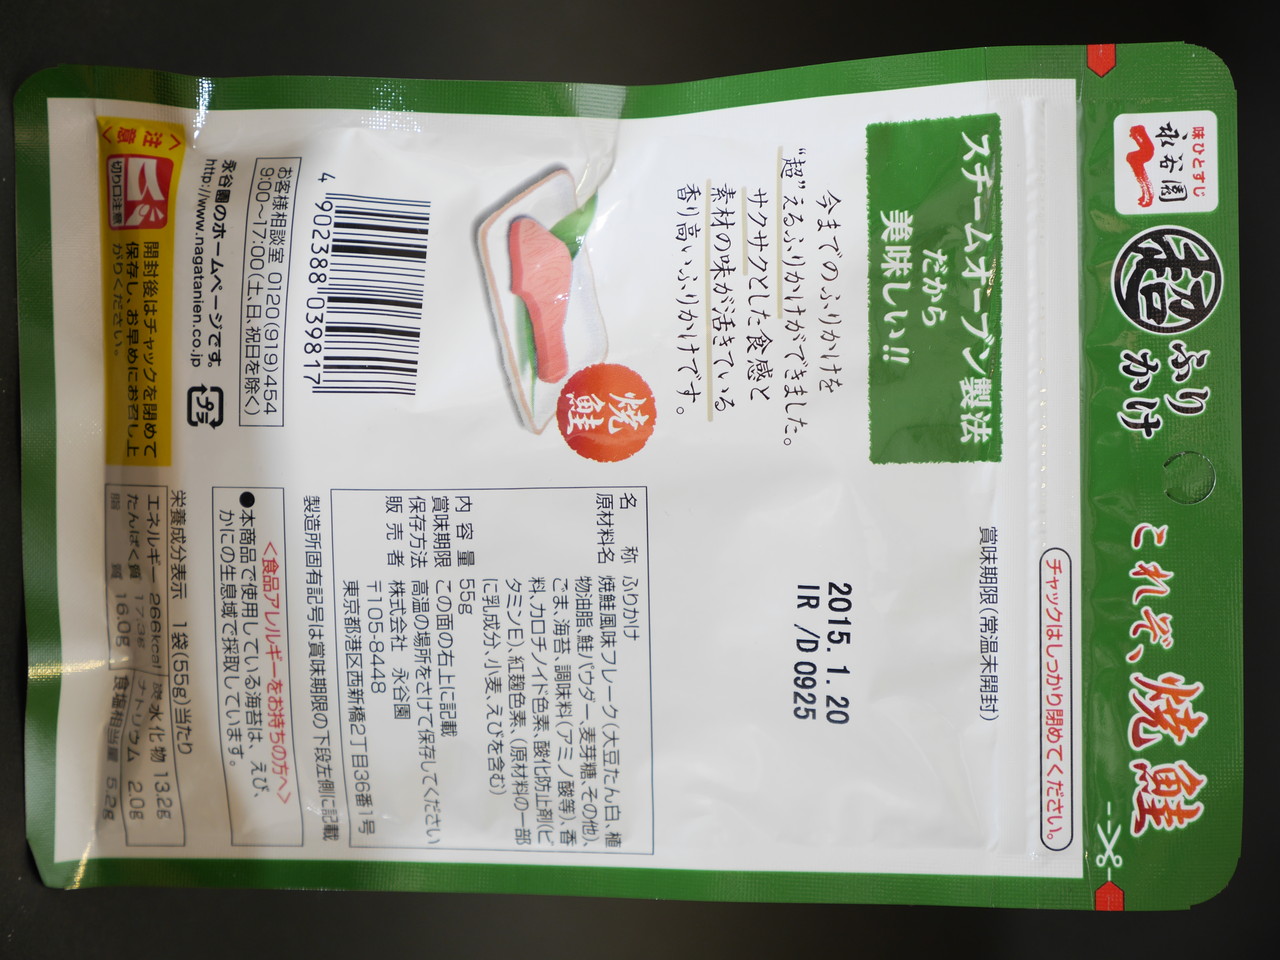 味ひとすじ
永谷園
超
ふり
かけ
これぞ、焼鮭
チャックはしっかり閉めてください。
スチームオーブン製法
だから
美味しい!!
今までのふりかけを
“超”えるふりかけができました。
サクサクとした食感と
素材の味が活きている
香り高いふりかけです。
焼鮭
賞味期限(常温未開封)
2015.1.20
IR /D0925
名 称 ふりかけ
原材料名 焼鮭風味フレーク(大豆たん白、植
物油脂、鮭パウダー、麦芽糖、その他)、
ごま、海苔、調味料(アミノ酸等)、香
料、カロチノイド色素、酸化防止剤(ビ
タミンE)、紅麹色素、(原材料の一部
に乳成分、小麦、えびを含む)
内容量 55g
賞味期限 この面の右上に記載
保存方法 高温の場所をさけて保存してください
販売者 株式会社 永谷園
〒105-8448
東京都港区西新橋2丁目36番1号
製造所固有記号は賞味期限の下段左側に記載
<食品アレルギーをお持ちの方へ>
●本商品で使用している海苔は、えび、
かにの生息域で採取しています。
栄養成分表示 1袋(55g)当たり
エネルギー 266kcal 炭水化物 13.2g
たんぱく質 17.3g ナトリウム 2.0g
脂質 16.0g 食塩相当量 5.2g
4 902388 039817
お客様相談室 0120(919)454
9:00~17:00(土、日、祝日を除く)
永谷園のホームページです。
http://www.nagatanien.co.jp
プラ
<注意>
切り口注意
開封後はチャックを閉めて
保存し、お早めにお召し上
がりください。